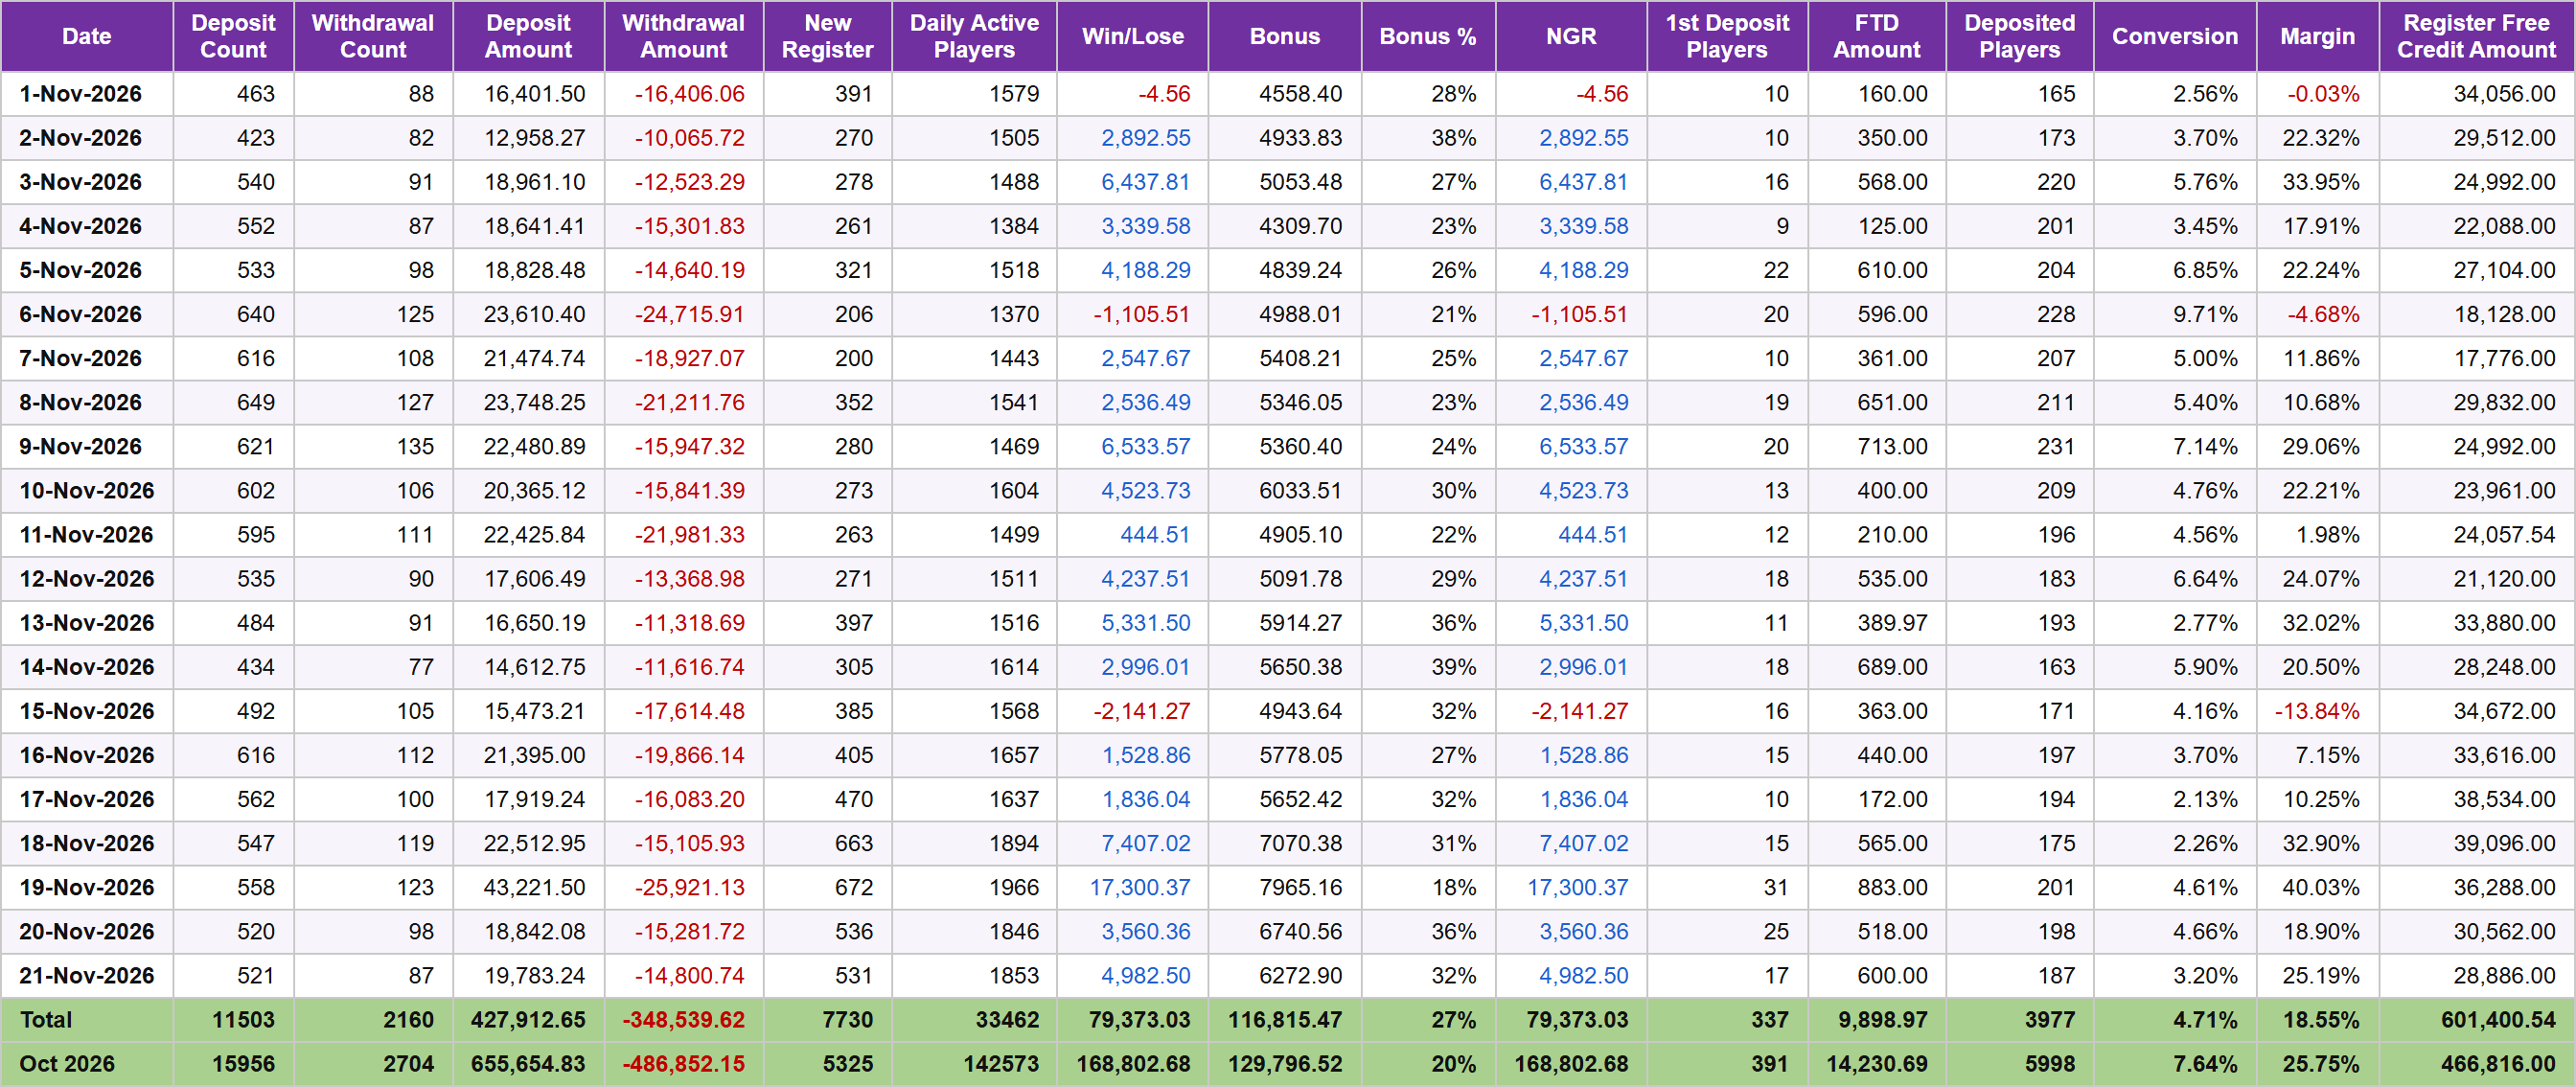 Date Deposit Count Withdrawal Count Deposit Amount Withdrawal Amount New Register Daily Active Players Win/Lose Bonus Bonus % NGR 1st Deposit Players FTD Amount Deposited Players Conversion Margin Register Free Credit Amount
1-Nov-2026 463 88 16,401.50 -16,406.06 391 1579 -4.56 4558.40 28% -4.56 10 160.00 165 2.56% -0.03% 34,056.00
2-Nov-2026 423 82 12,958.27 -10,065.72 270 1505 2,892.55 4933.83 38% 2,892.55 10 350.00 173 3.70% 22.32% 29,512.00
3-Nov-2026 540 91 18,961.10 -12,523.29 278 1488 6,437.81 5053.48 27% 6,437.81 16 568.00 220 5.76% 33.95% 24,992.00
4-Nov-2026 552 87 18,641.41 -15,301.83 261 1384 3,339.58 4309.70 23% 3,339.58 9 125.00 201 3.45% 17.91% 22,088.00
5-Nov-2026 533 98 18,828.48 -14,640.19 321 1518 4,188.29 4839.24 26% 4,188.29 22 610.00 204 6.85% 22.24% 27,104.00
6-Nov-2026 640 125 23,610.40 -24,715.91 206 1370 -1,105.51 4988.01 21% -1,105.51 20 596.00 228 9.71% -4.68% 18,128.00
7-Nov-2026 616 108 21,474.74 -18,927.07 200 1443 2,547.67 5408.21 25% 2,547.67 10 361.00 207 5.00% 11.86% 17,776.00
8-Nov-2026 649 127 23,748.25 -21,211.76 352 1541 2,536.49 5346.05 23% 2,536.49 19 651.00 211 5.40% 10.68% 29,832.00
9-Nov-2026 621 135 22,480.89 -15,947.32 280 1469 6,533.57 5360.40 24% 6,533.57 20 713.00 231 7.14% 29.06% 24,992.00
10-Nov-2026 602 106 20,365.12 -15,841.39 273 1604 4,523.73 6033.51 30% 4,523.73 13 400.00 209 4.76% 22.21% 23,961.00
11-Nov-2026 595 111 22,425.84 -21,981.33 263 1499 444.51 4905.10 22% 444.51 12 210.00 196 4.56% 1.98% 24,057.54
12-Nov-2026 535 90 17,606.49 -13,368.98 271 1511 4,237.51 5091.78 29% 4,237.51 18 535.00 183 6.64% 24.07% 21,120.00
13-Nov-2026 484 91 16,650.19 -11,318.69 397 1516 5,331.50 5914.27 36% 5,331.50 11 389.97 193 2.77% 32.02% 33,880.00
14-Nov-2026 434 77 14,612.75 -11,616.74 305 1614 2,996.01 5650.38 39% 2,996.01 18 689.00 163 5.90% 20.50% 28,248.00
15-Nov-2026 492 105 15,473.21 -17,614.48 385 1568 -2,141.27 4943.64 32% -2,141.27 16 363.00 171 4.16% -13.84% 34,672.00
16-Nov-2026 616 112 21,395.00 -19,866.14 405 1657 1,528.86 5778.05 27% 1,528.86 15 440.00 197 3.70% 7.15% 33,616.00
17-Nov-2026 562 100 17,919.24 -16,083.20 470 1637 1,836.04 5652.42 32% 1,836.04 10 172.00 194 2.13% 10.25% 38,534.00
18-Nov-2026 547 119 22,512.95 -15,105.93 663 1894 7,407.02 7070.38 31% 7,407.02 15 565.00 175 2.26% 32.90% 39,096.00
19-Nov-2026 558 123 43,221.50 -25,921.13 672 1966 17,300.37 7965.16 18% 17,300.37 31 883.00 201 4.61% 40.03% 36,288.00
20-Nov-2026 520 98 18,842.08 -15,281.72 536 1846 3,560.36 6740.56 36% 3,560.36 25 518.00 198 4.66% 18.90% 30,562.00
21-Nov-2026 521 87 19,783.24 -14,800.74 531 1853 4,982.50 6272.90 32% 4,982.50 17 600.00 187 3.20% 25.19% 28,886.00
Total 11503 2160 427,912.65 -348,539.62 7730 33462 79,373.03 116,815.47 27% 79,373.03 337 9,898.97 3977 4.71% 18.55% 601,400.54
Oct 2026 15956 2704 655,654.83 -486,852.15 5325 142573 168,802.68 129,796.52 20% 168,802.68 391 14,230.69 5998 7.64% 25.75% 466,816.00